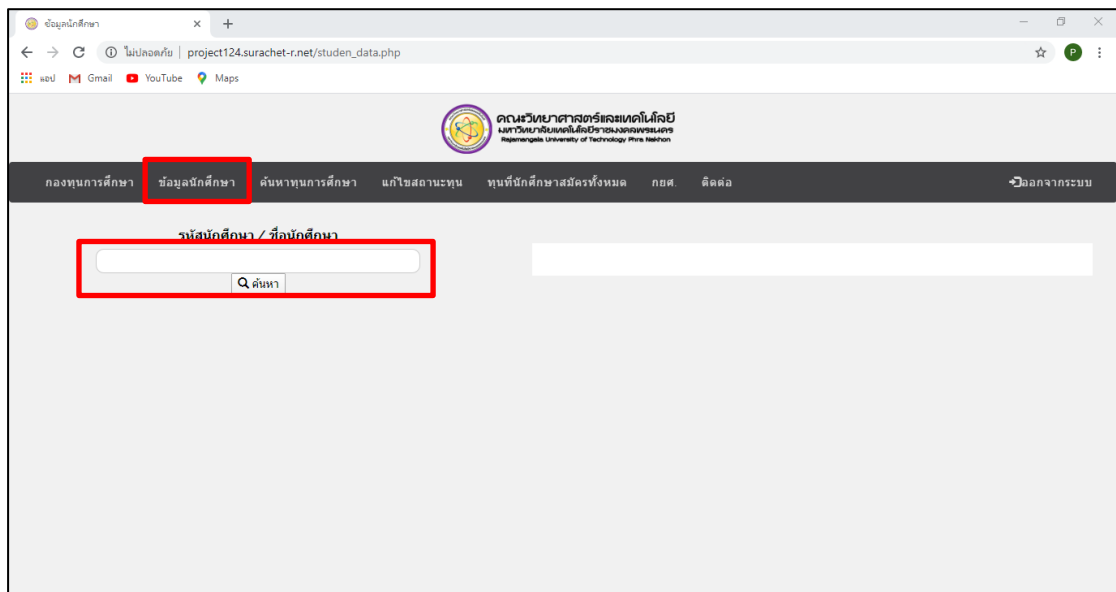 ข้อมูลนักศึกษา
ไม่ปลอดภัย | project124.surachet-r.net/studen_data.php
P
แอป Gmail YouTube Maps
คณะวิทยาศาสตร์และเทคโนโลยี
มหาวิทยาลัยเทคโนโลยีราชมงคลพระนคร
Rajamangala University of Technology Phra Nakhon
กองทุนการศึกษา ข้อมูลนักศึกษา ค้นหาทุนการศึกษา แก้ไขสถานะทุน ทุนที่นักศึกษาสมัครทั้งหมด กยศ. ติดต่อ ออกจากระบบ
รหัสนักศึกษา / ชื่อนักศึกษา
ค้นหา